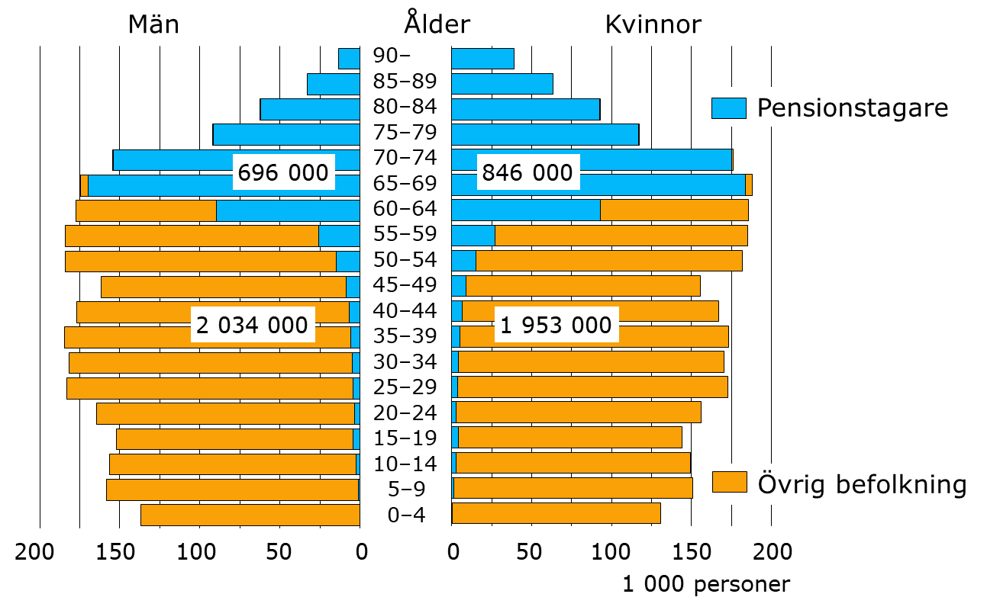 Män Ålder Kvinnor
90–
85–89
80–84
75–79
70–74
65–69
60–64
55–59
50–54
45–49
40–44
35–39
30–34
25–29
20–24
15–19
10–14
5–9
0–4
696 000 846 000
2 034 000 1 953 000
Pensionstagare
Övrig befolkning
200 150 100 50 0 0 50 100 150 200
1 000 personer